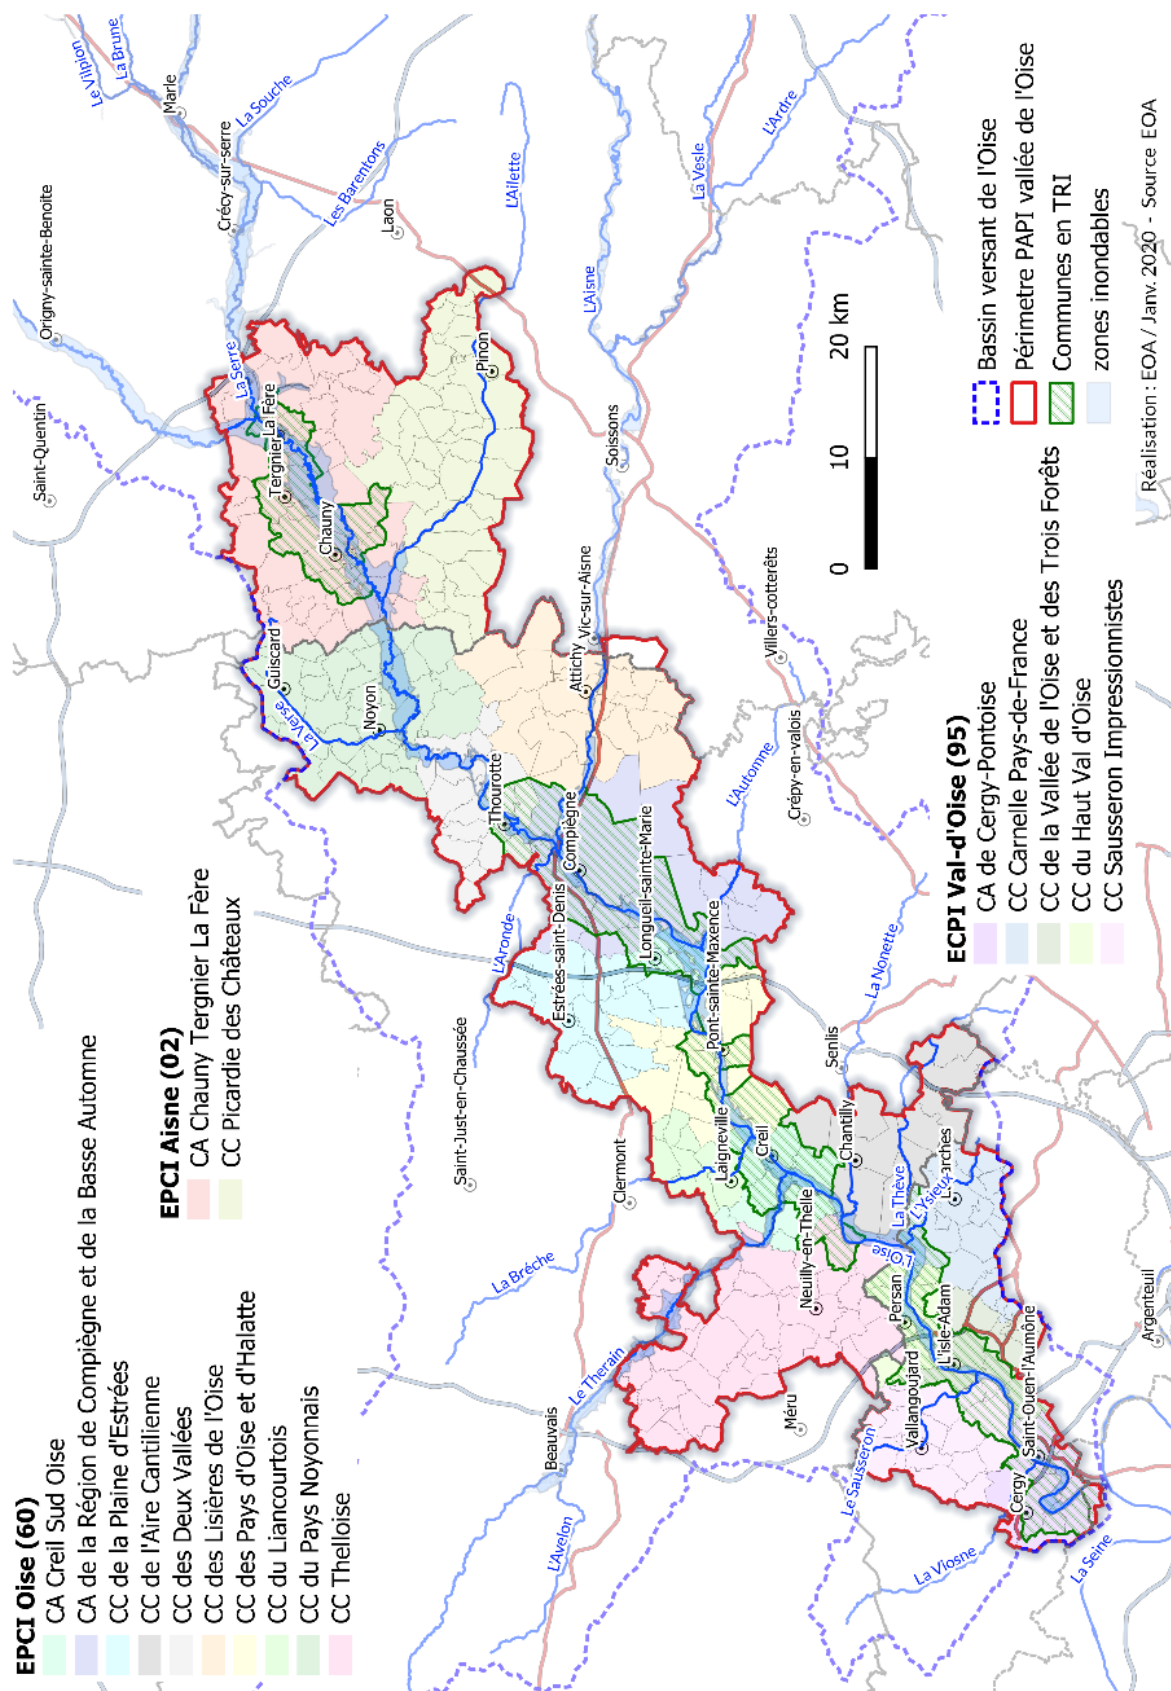 EPCI Oise (60)
CA Creil Sud Oise
CA de la Région de Compiègne et de la Basse Automne
CC de la Plaine d'Estrées
CC de l'Aire Cantilienne
CC des Deux Vallées
CC des Lisières de l'Oise
CC des Pays d'Oise et d'Halatte
CC du Liancourtois
CC du Pays Noyonnais
CC Thelloise
EPCI Aisne (02)
CA Chauny Tergnier La Fère
CC Picardie des Châteaux
Saint-Quentin
Origny-sainte-Benoite
Le Vilpion
La Brune
Marle
La Souche
Crécy-sur-serre
Les Barentons
Laon
La Serre
La Fère
Tergnier
Chauny
Guiscard
La Verse
Noyon
Pinon
L'Ailette
L'Aisne
La Vesle
L'Ardre
Soissons
Vic-sur-Aisne
Attichy
Thourotte
Compiègne
L'Aronde
Estrées-saint-Denis
Longueil-sainte-Marie
Pont-sainte-Maxence
L'Automne
Villers-cotterêts
Crépy-en-valois
Saint-Just-en-Chaussée
Clermont
La Brêche
Laigneville
Creil
Senlis
La Nonette
Chantilly
La Thève
L'Ysieux
L'Oise
Neuilly-en-Thelle
Beauvais
Le Therain
L'Avelon
Méru
Persan
L'isle-Adam
Vallangoujard
Le Sausseron
Saint-Ouen-l'Aumône
Cergy
La Viosne
La Seine
Argenteuil
0 10 20 km
ECPI Val-d'Oise (95)
CA de Cergy-Pontoise
CC Carnelle Pays-de-France
CC de la Vallée de l'Oise et des Trois Forêts
CC du Haut Val d'Oise
CC Sausseron Impressionnistes
Bassin versant de l'Oise
Périmetre PAPI vallée de l'Oise
Communes en TRI
zones inondables
Réalisation : EOA / Janv. 2020 - Source EOA